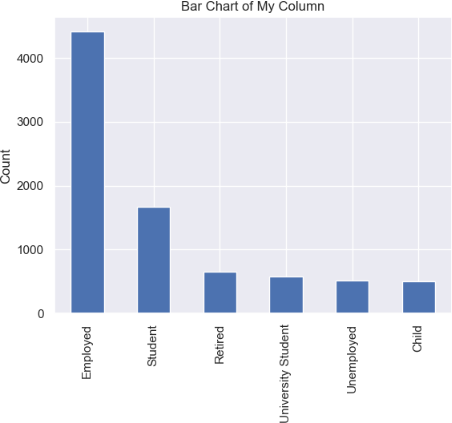 Bar Chart of My Column
Count
4000
3000
2000
1000
0
Employed
Student
Retired
University Student
Unemployed
Child